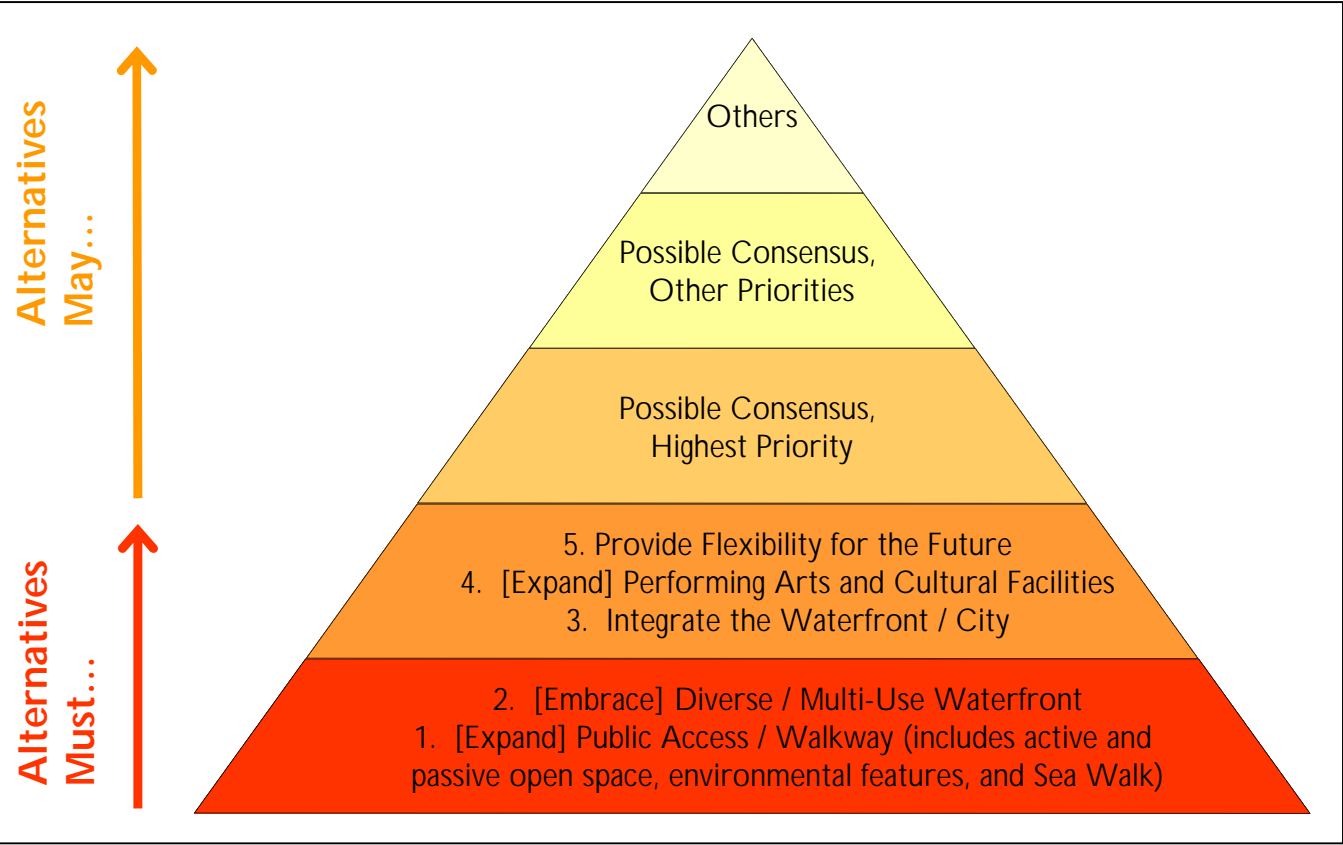 Alternatives
May...
Others
Possible Consensus,
Other Priorities
Possible Consensus,
Highest Priority
Alternatives
Must...
5. Provide Flexibility for the Future
4. [Expand] Performing Arts and Cultural Facilities
3. Integrate the Waterfront / City
2. [Embrace] Diverse / Multi-Use Waterfront
1. [Expand] Public Access / Walkway (includes active and
passive open space, environmental features, and Sea Walk)